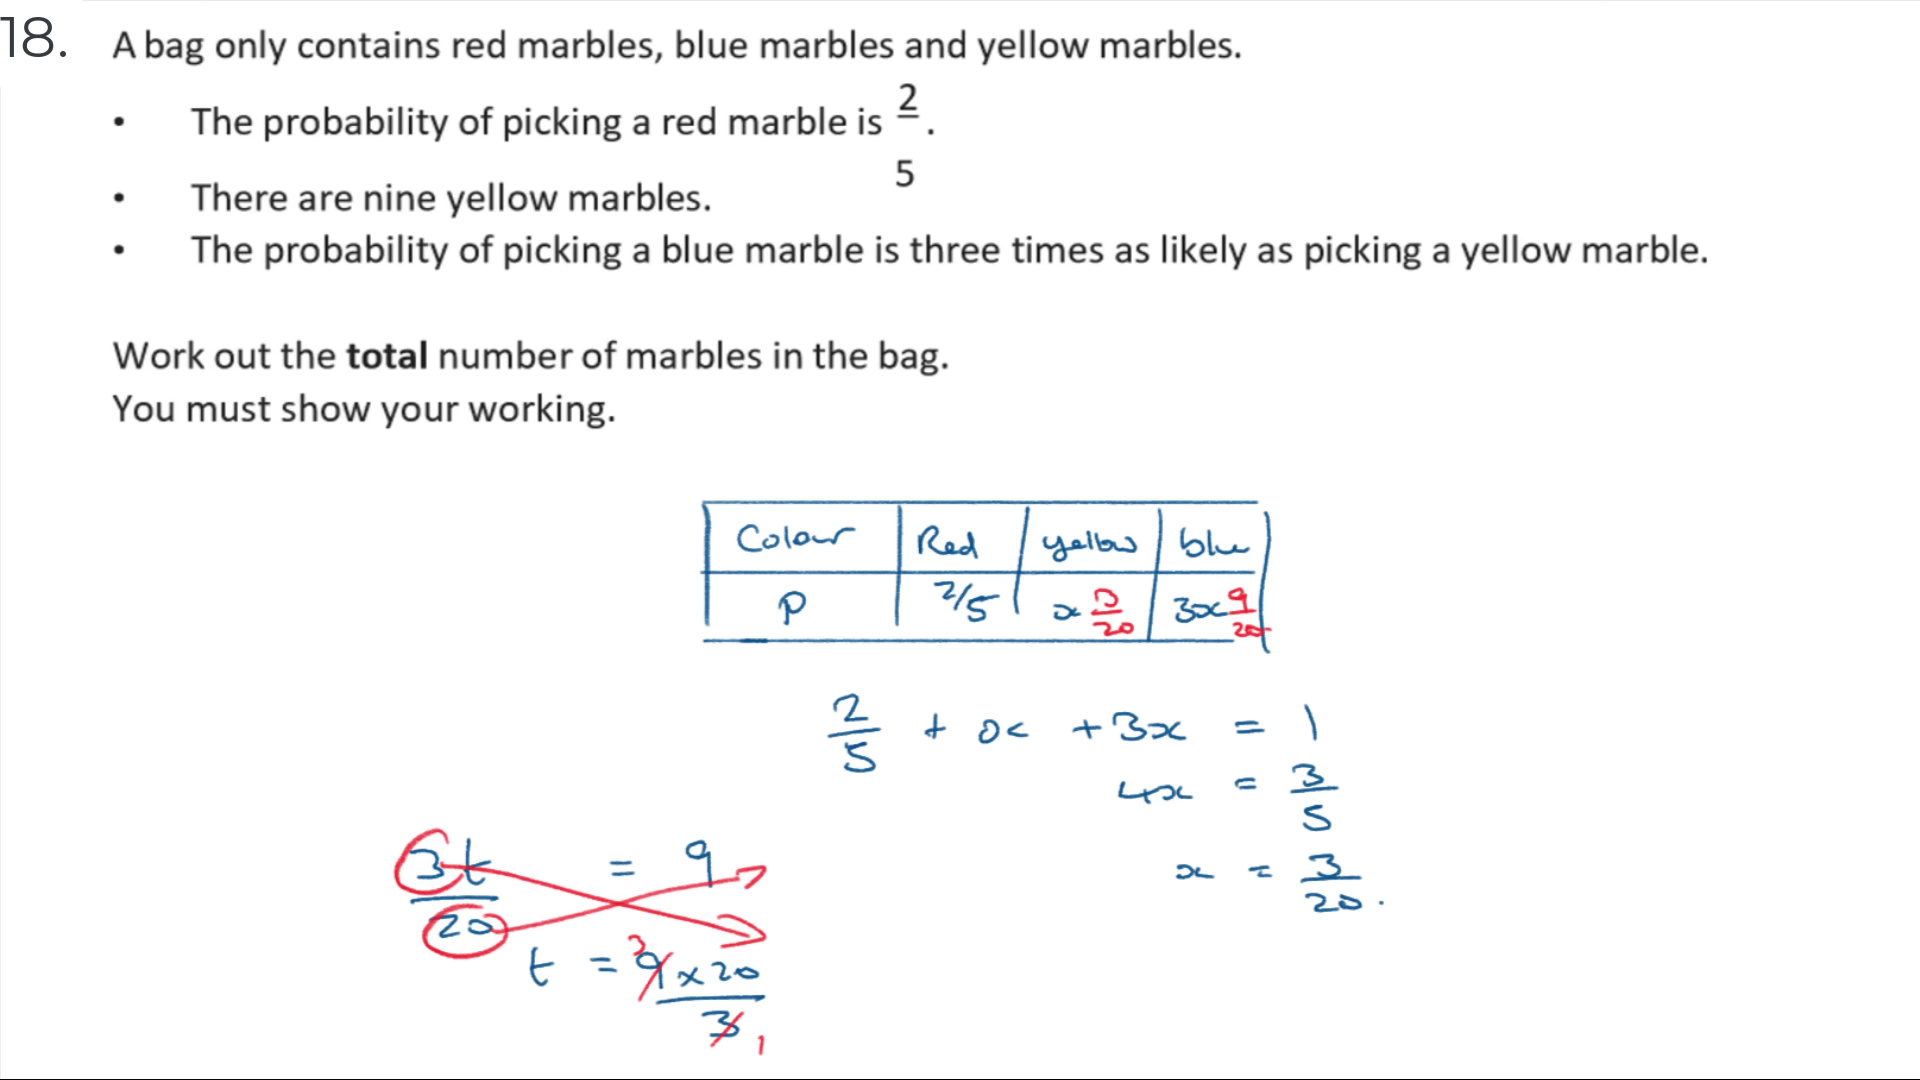 18. A bag only contains red marbles, blue marbles and yellow marbles.
• The probability of picking a red marble is 2/5.
• There are nine yellow marbles.
• The probability of picking a blue marble is three times as likely as picking a yellow marble.
Work out the total number of marbles in the bag.
You must show your working.
Colour Red yellow blue
P 2/5 x 3/20 3x 9/20
2/5 + x + 3x = 1
4x = 3/5
x = 3/20.
3t/20 = 9
t = 3 9 x 20 / 3 1